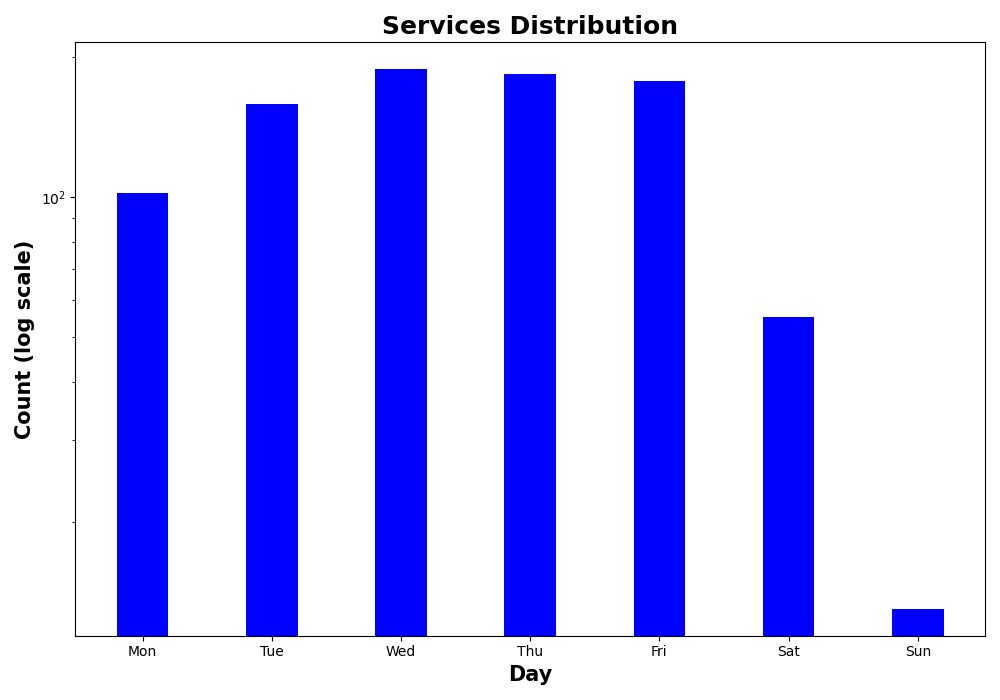 Services Distribution
Count (log scale)
10²
Mon Tue Wed Thu Fri Sat Sun
Day